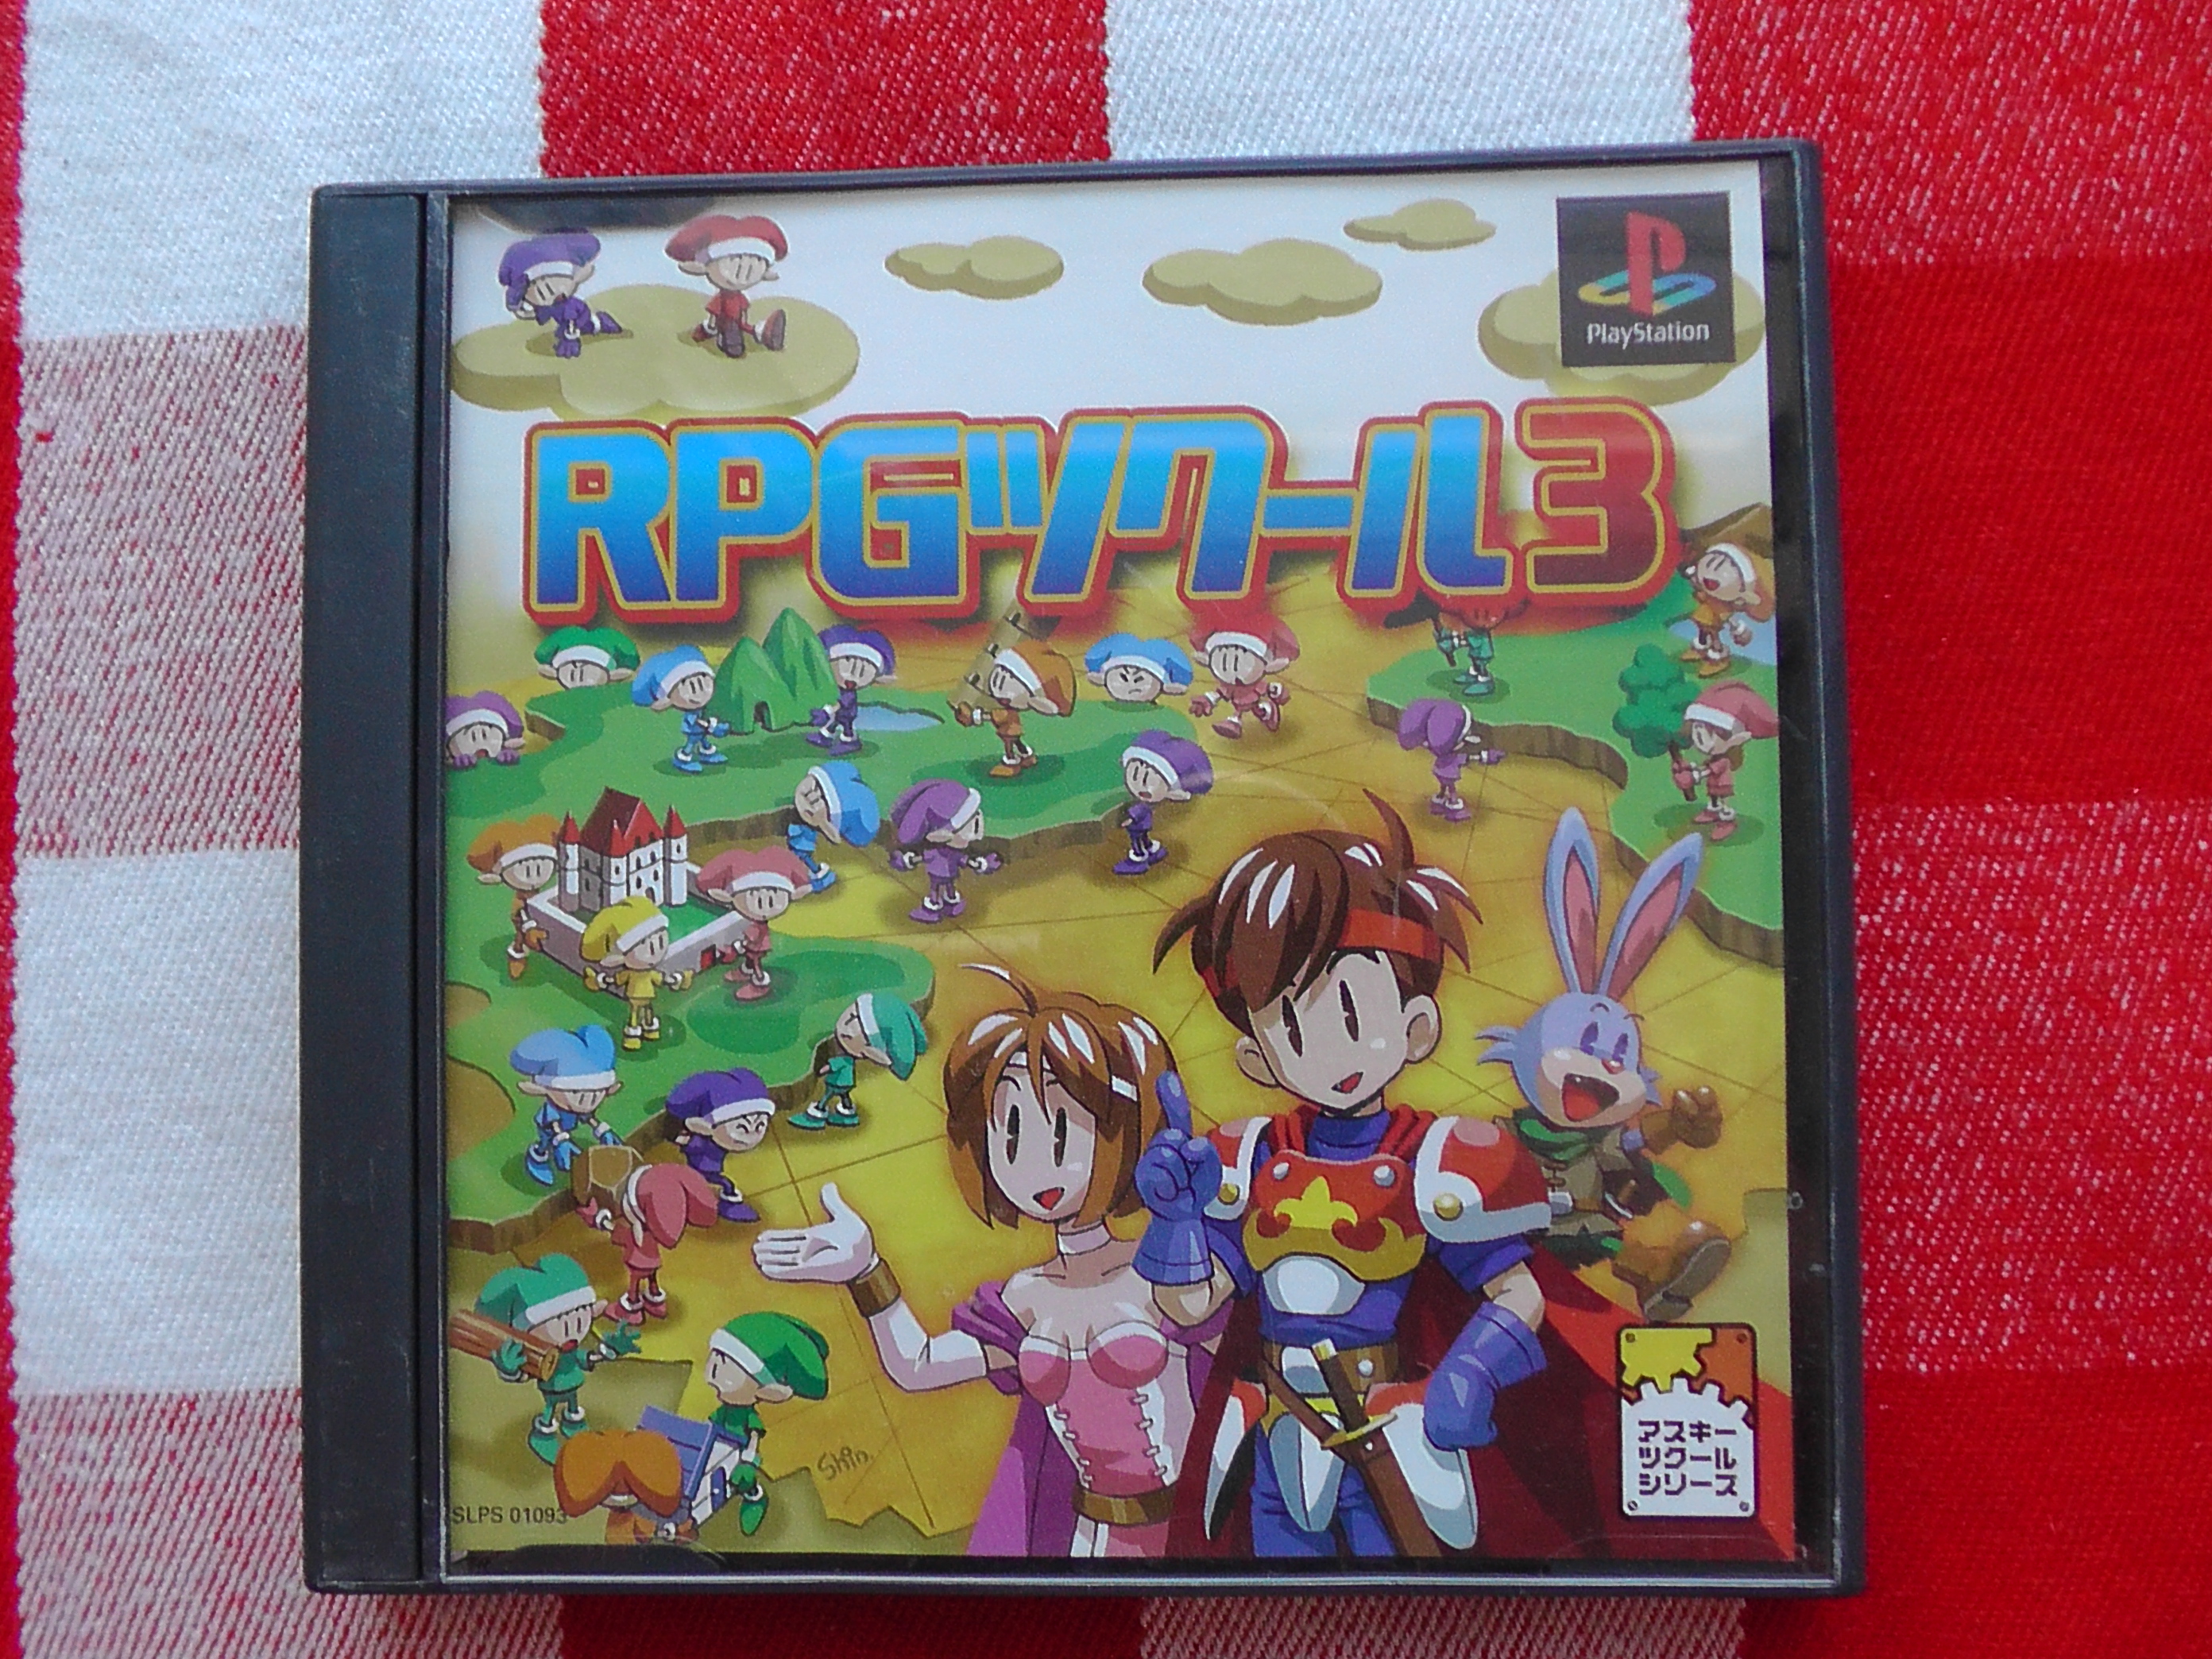 PlayStation
RPGツクール3
Shin
アスキー
ツクール
シリーズ
SLPS 01093